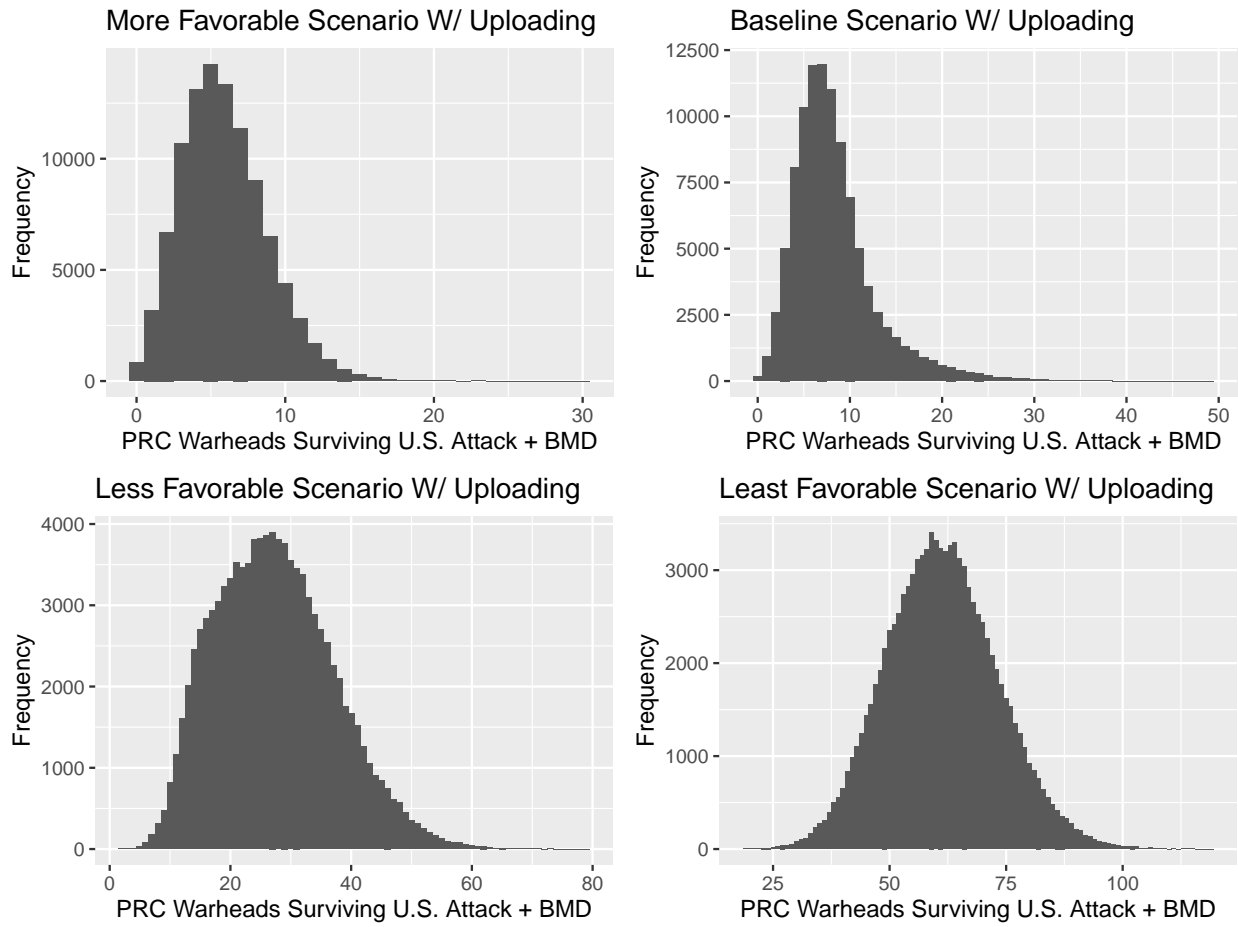 More Favorable Scenario W/ Uploading
Frequency
10000
5000
0
0 10 20 30
PRC Warheads Surviving U.S. Attack + BMD
Baseline Scenario W/ Uploading
Frequency
12500
10000
7500
5000
2500
0
0 10 20 30 40 50
PRC Warheads Surviving U.S. Attack + BMD
Less Favorable Scenario W/ Uploading
Frequency
4000
3000
2000
1000
0
0 20 40 60 80
PRC Warheads Surviving U.S. Attack + BMD
Least Favorable Scenario W/ Uploading
Frequency
3000
2000
1000
0
25 50 75 100
PRC Warheads Surviving U.S. Attack + BMD